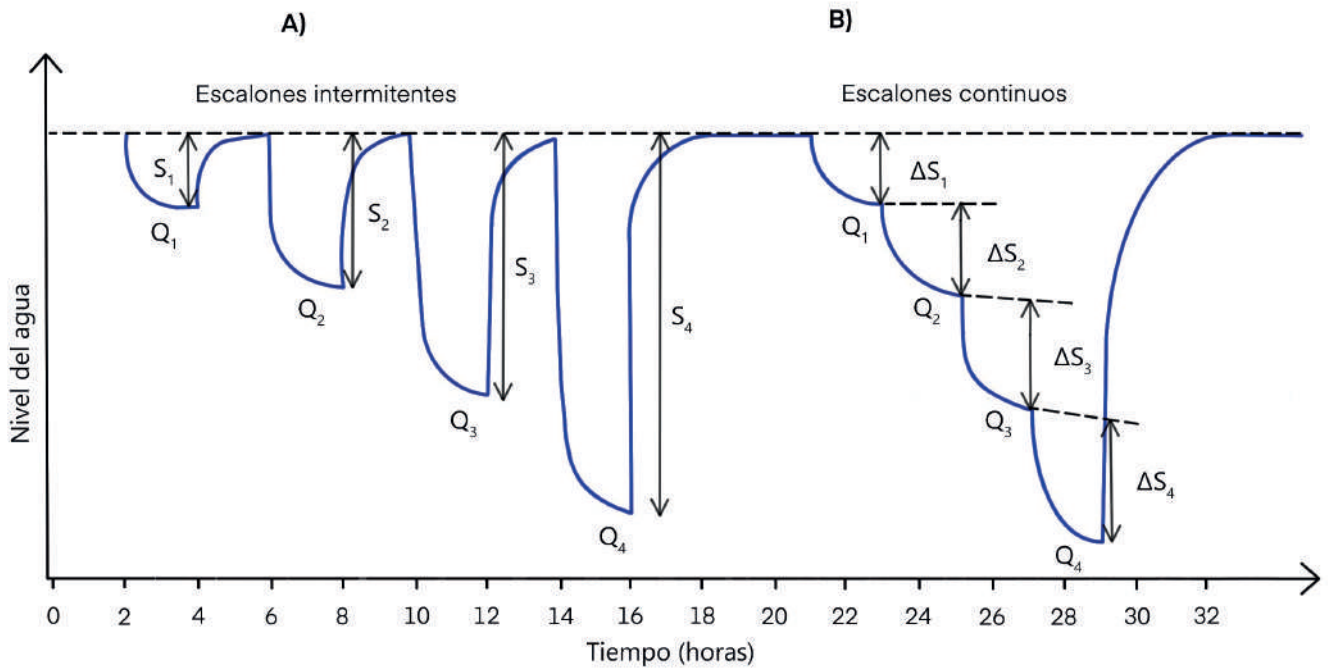 A)
B)
Escalones intermitentes
Escalones continuos
S₁
Q₁
S₂
Q₂
S₃
Q₃
S₄
Q₄
ΔS₁
Q₁
ΔS₂
Q₂
ΔS₃
Q₃
ΔS₄
Q₄
Nivel del agua
0 2 4 6 8 10 12 14 16 18 20 22 24 26 28 30 32
Tiempo (horas)